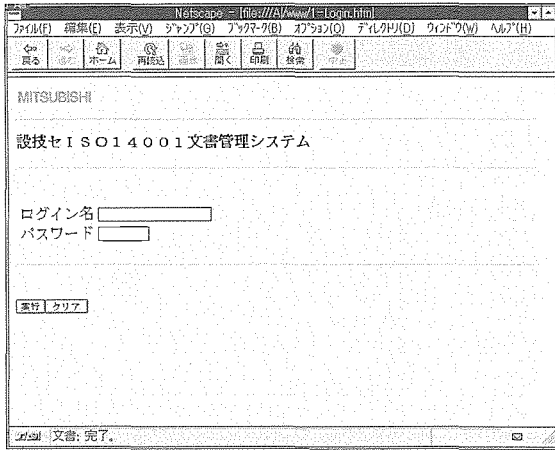 Netscape - [file:///A|/www/1-Login.htm]
ファイル(F) 編集(E) 表示(V) ジャンプ(G) ブックマーク(B) オプション(O) ディレクトリ(D) ウィンドウ(W) ヘルプ(H)
戻る 進む ホーム 再読込 画像 開く 印刷 検索 中止
MITSUBISHI
設技セISO14001文書管理システム
ログイン名
パスワード
実行 クリア
文書: 完了。